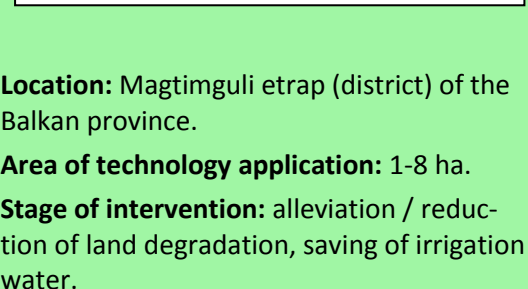 Location: Magtimguli etrap (district) of the
Balkan province.
Area of technology application: 1-8 ha.
Stage of intervention: alleviation / reduc-
tion of land degradation, saving of irrigation
water.